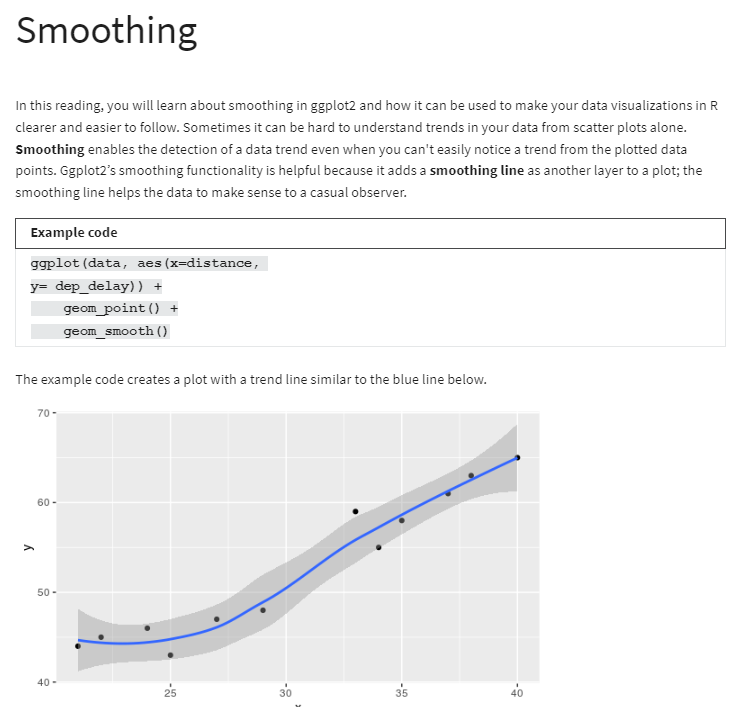 Smoothing
In this reading, you will learn about smoothing in ggplot2 and how it can be used to make your data visualizations in R
clearer and easier to follow. Sometimes it can be hard to understand trends in your data from scatter plots alone.
Smoothing enables the detection of a data trend even when you can't easily notice a trend from the plotted data
points. Ggplot2’s smoothing functionality is helpful because it adds a smoothing line as another layer to a plot; the
smoothing line helps the data to make sense to a casual observer.
Example code
ggplot(data, aes(x=distance,
y= dep_delay)) +
geom_point() +
geom_smooth()
The example code creates a plot with a trend line similar to the blue line below.
70
60
y
50
40
25 30 35 40